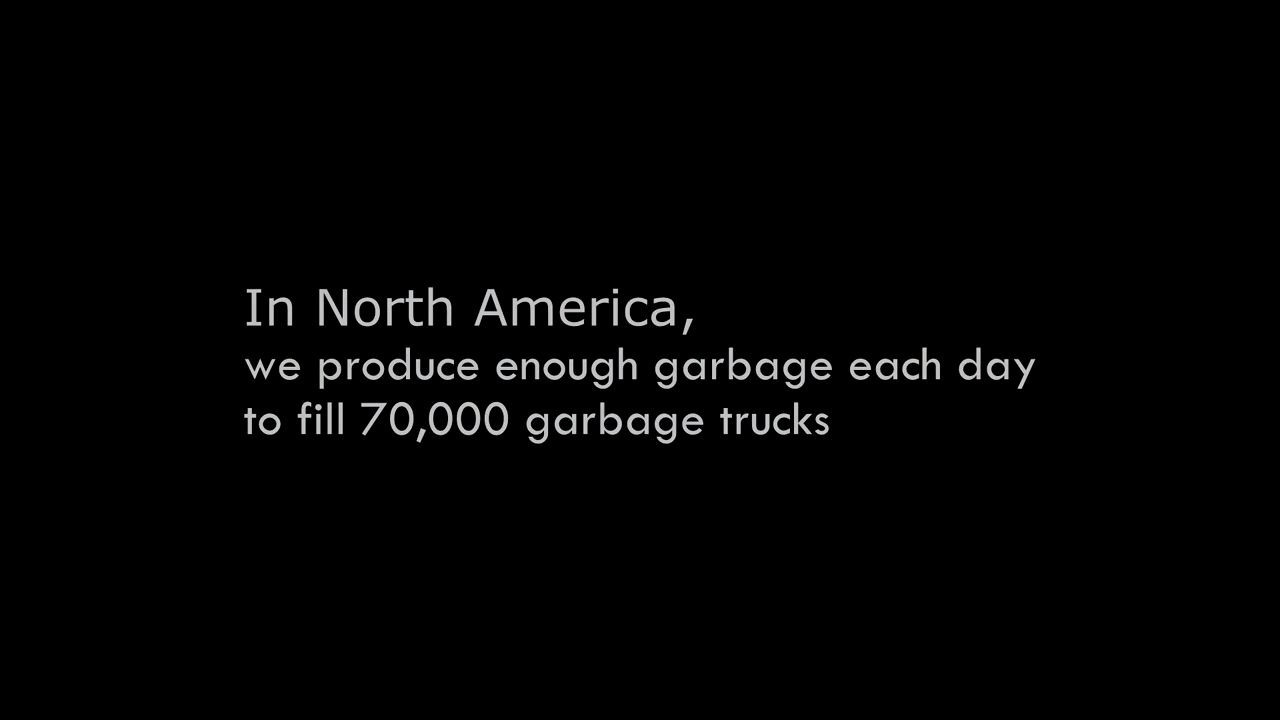 In North America,
we produce enough garbage each day
to fill 70,000 garbage trucks